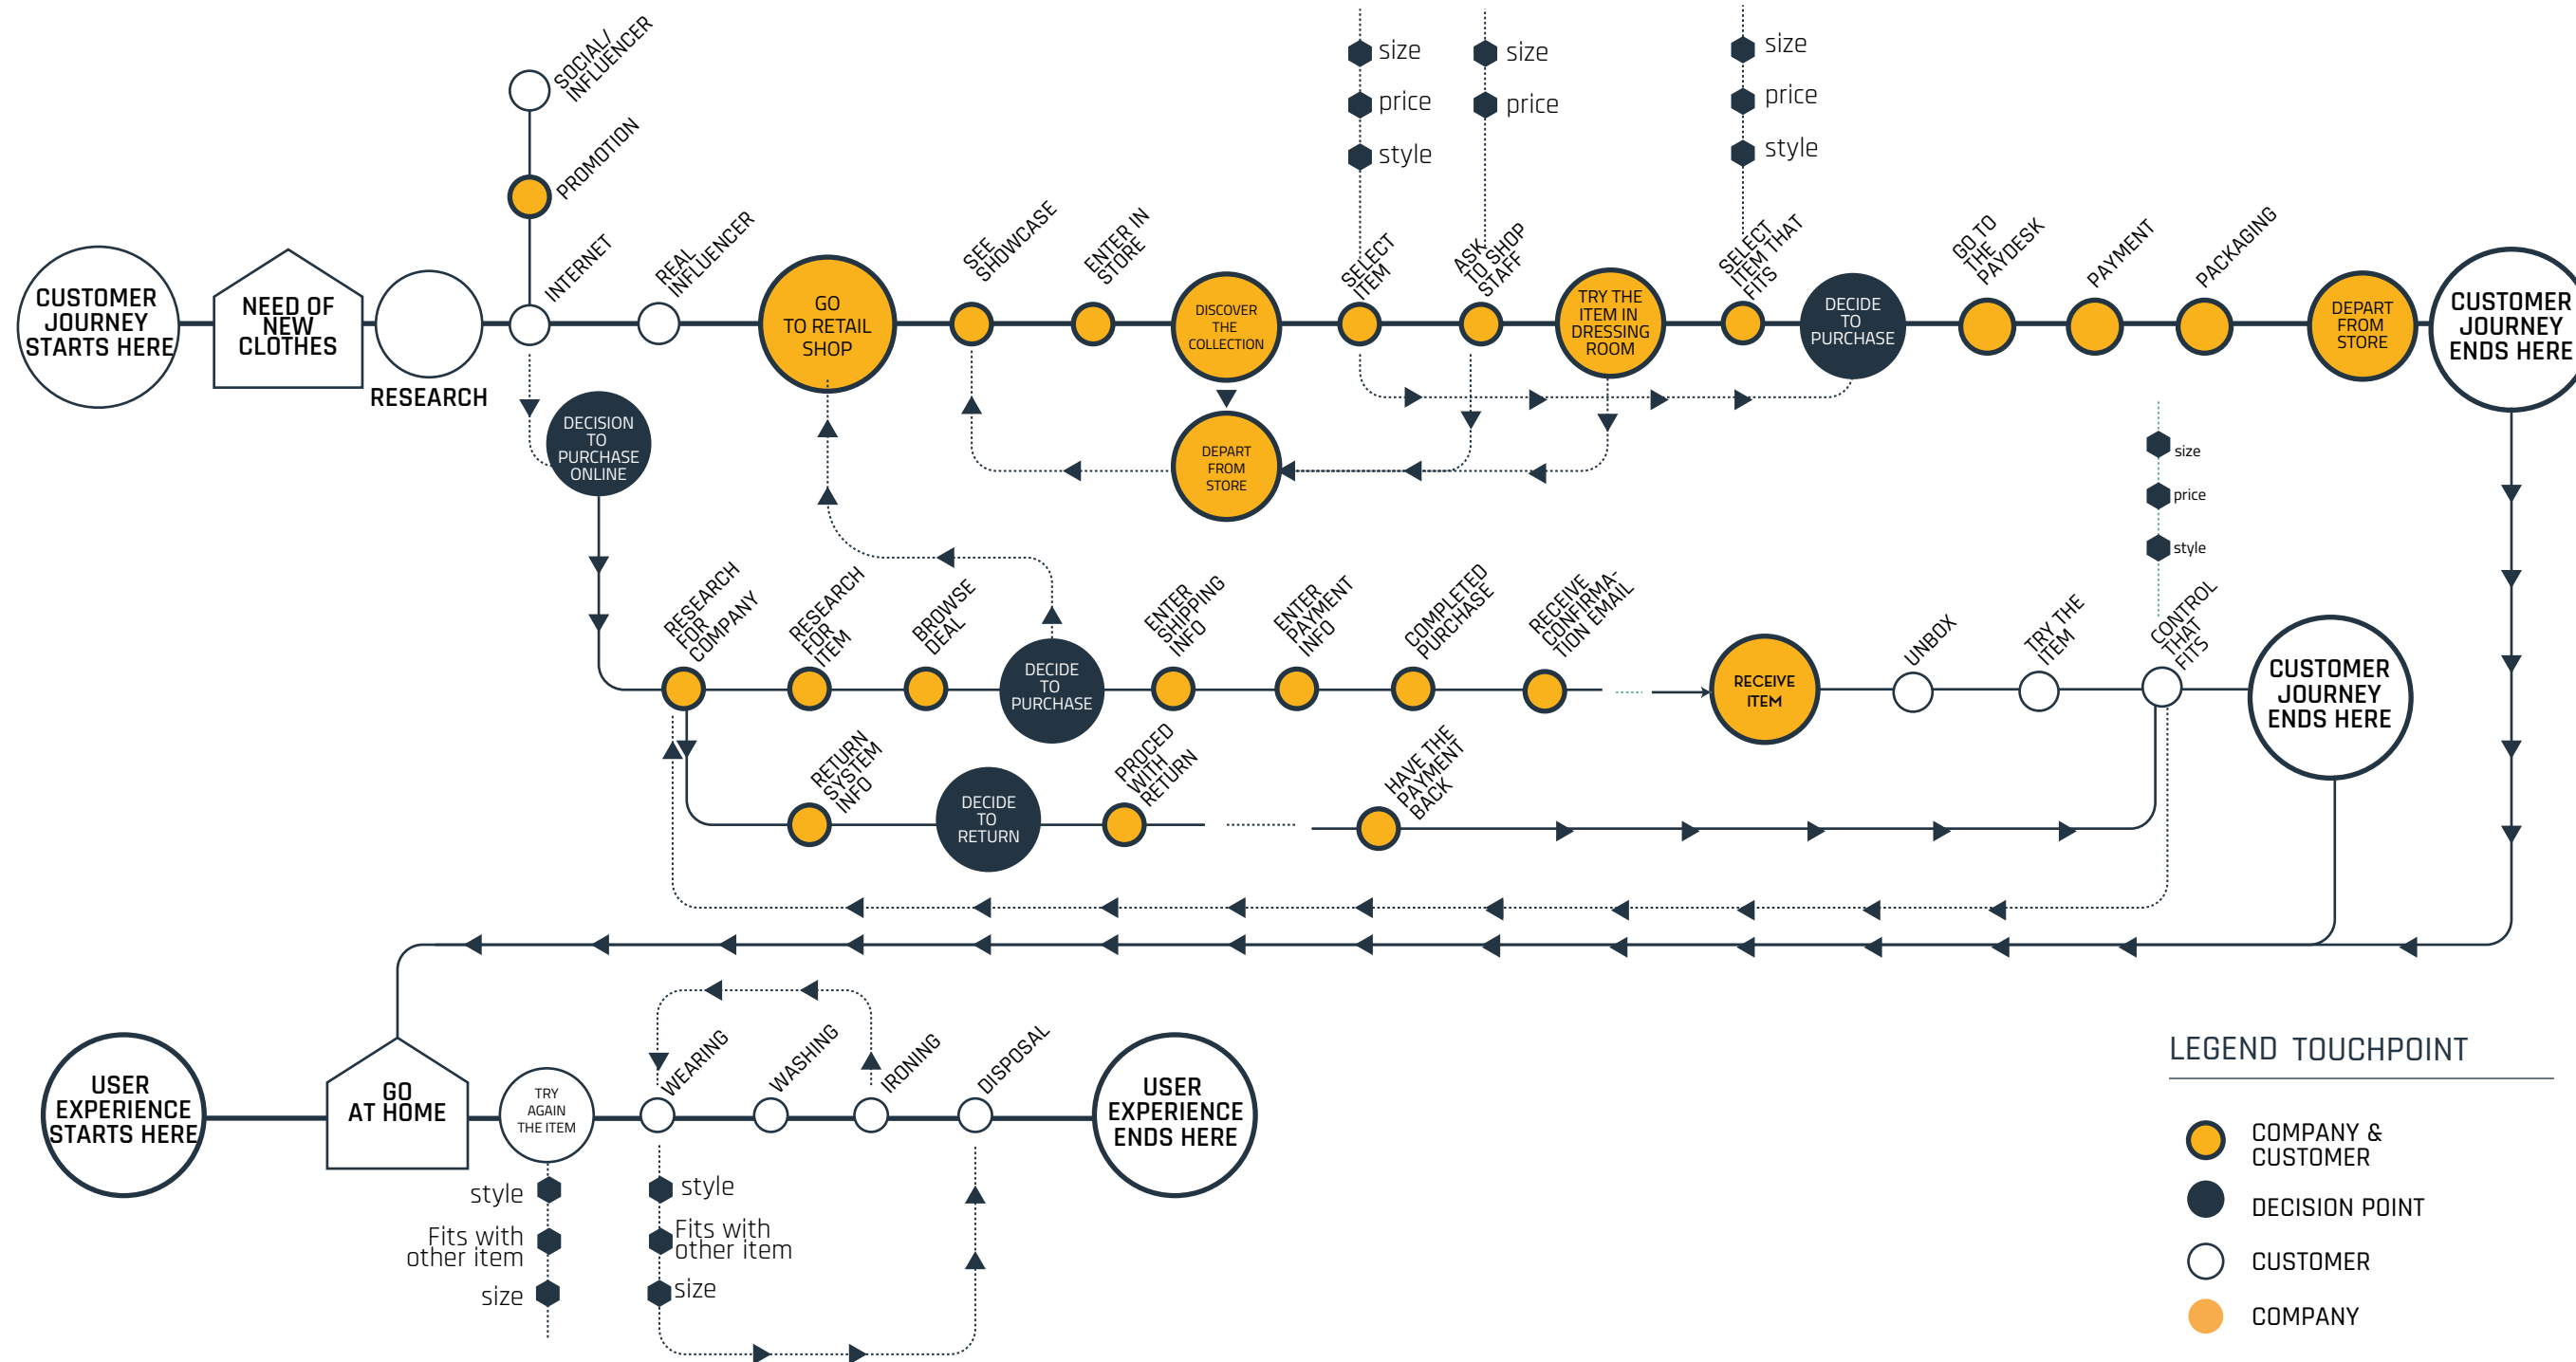 SOCIAL/
INFLUENCER
PROMOTION
INTERNET
REAL
INFLUENCER
CUSTOMER
JOURNEY
STARTS HERE
NEED OF
NEW
CLOTHES
RESEARCH
GO
TO RETAIL
SHOP
SEE
SHOWCASE
ENTER IN
STORE
DISCOVER
THE
COLLECTION
size
price
style
SELECT
ITEM
size
price
ASK
TO SHOP
STAFF
TRY THE
ITEM IN
DRESSING
ROOM
size
price
style
SELECT
ITEM THAT
FITS
DECIDE
TO
PURCHASE
GO TO
THE
PAYDESK
PAYMENT
PACKAGING
DEPART
FROM
STORE
CUSTOMER
JOURNEY
ENDS HERE
DECISION
TO
PURCHASE
ONLINE
DEPART
FROM
STORE
RESEARCH
FOR
COMPANY
RESEARCH
FOR
ITEM
BROWSE
DEAL
DECIDE
TO
PURCHASE
ENTER
SHIPPING
INFO
ENTER
PAYMENT
INFO
COMPLETED
PURCHASE
RECEIVE
CONFIRMA-
TION EMAIL
RECEIVE
ITEM
UNBOX
TRY THE
ITEM
size
price
style
CONTROL
THAT
FITS
CUSTOMER
JOURNEY
ENDS HERE
RETURN
SYSTEM
INFO
DECIDE
TO
RETURN
PROCED
WITH
RETURN
HAVE THE
PAYMENT
BACK
USER
EXPERIENCE
STARTS HERE
GO
AT HOME
TRY
AGAIN
THE ITEM
style
Fits with
other item
size
WEARING
style
Fits with
other item
size
WASHING
IRONING
DISPOSAL
USER
EXPERIENCE
ENDS HERE
LEGEND TOUCHPOINT
COMPANY &
CUSTOMER
DECISION POINT
CUSTOMER
COMPANY